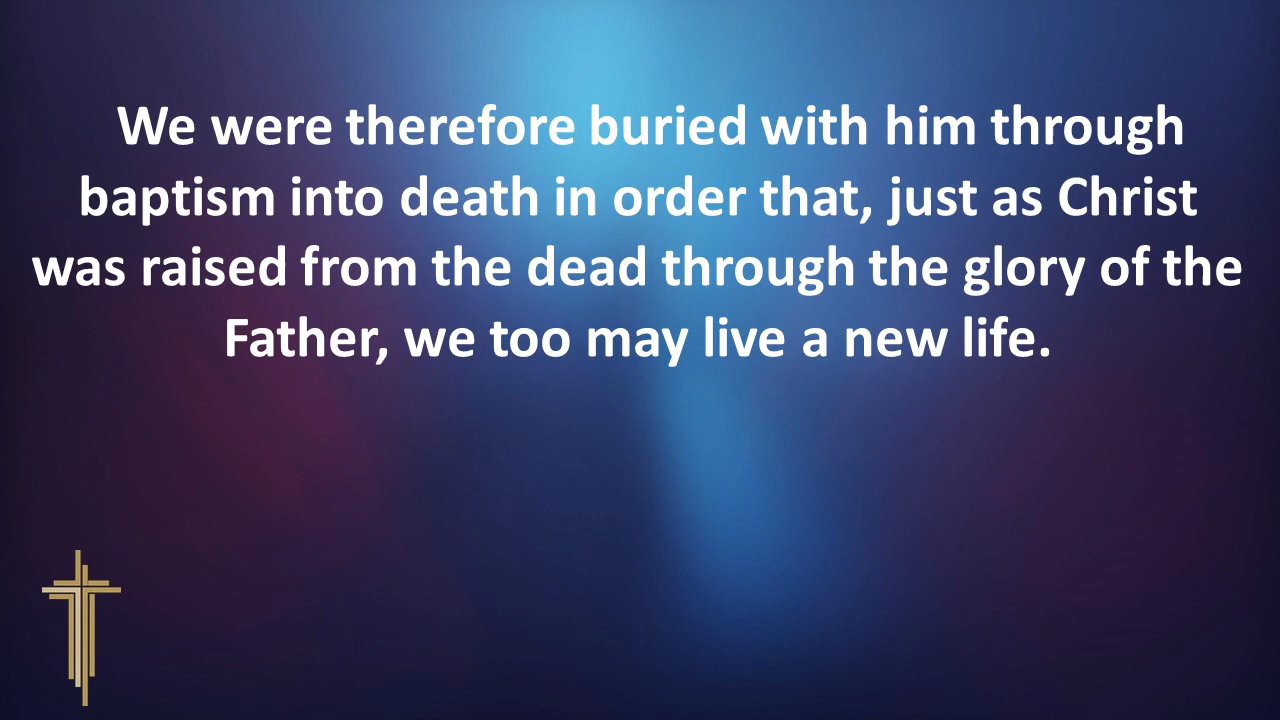 We were therefore buried with him through
baptism into death in order that, just as Christ
was raised from the dead through the glory of the
Father, we too may live a new life.